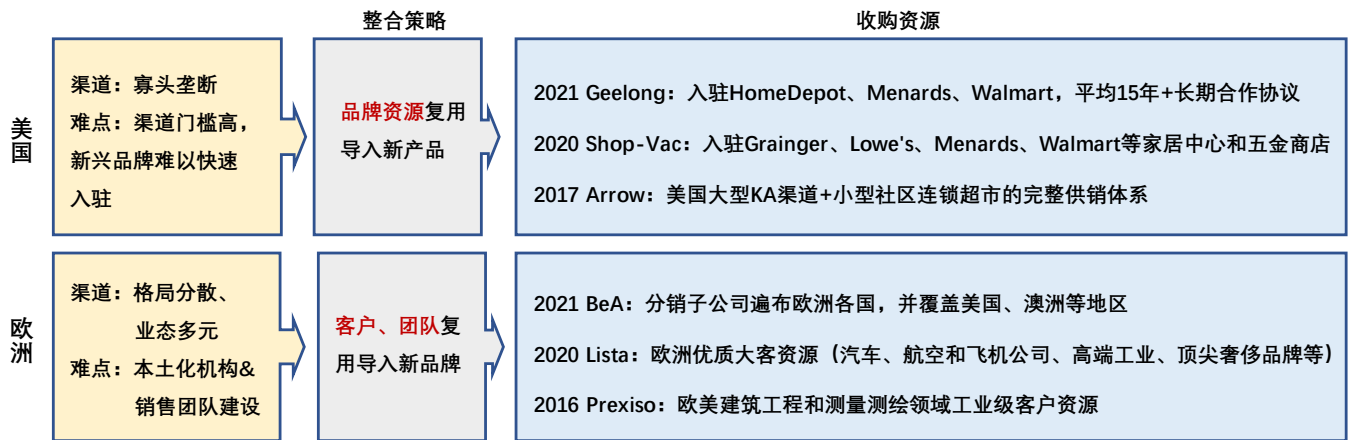 整合策略
收购资源
美国
渠道：寡头垄断
难点：渠道门槛高，
新兴品牌难以快速
入驻
品牌资源复用
导入新产品
2021 Geelong：入驻HomeDepot、Menards、Walmart，平均15年+长期合作协议
2020 Shop-Vac：入驻Grainger、Lowe's、Menards、Walmart等家居中心和五金商店
2017 Arrow：美国大型KA渠道+小型社区连锁超市的完整供销体系
欧洲
渠道：格局分散、
业态多元
难点：本土化机构&
销售团队建设
客户、团队复
用导入新品牌
2021 BeA：分销子公司遍布欧洲各国，并覆盖美国、澳洲等地区
2020 Lista：欧洲优质大客资源（汽车、航空和飞机公司、高端工业、顶尖奢侈品牌等）
2016 Prexiso：欧美建筑工程和测量测绘领域工业级客户资源